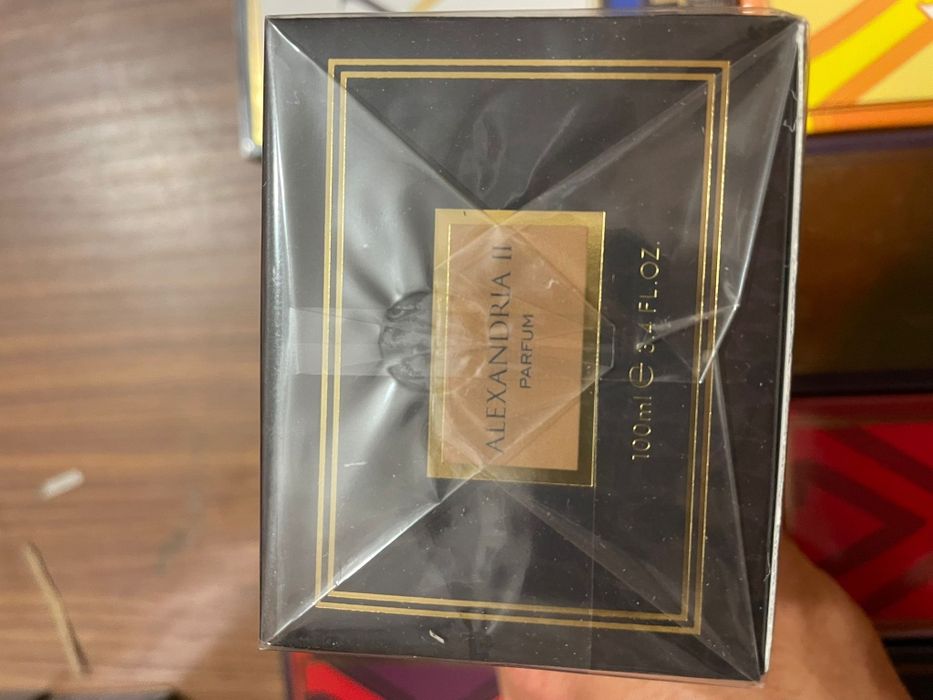 ALEXANDRIA II
PARFUM
100ml ℮ 3.4 FL.OZ.